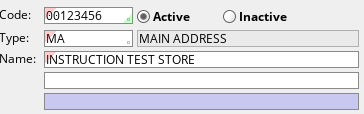 Code: 00123456 Active Inactive
Type: MA MAIN ADDRESS
Name: INSTRUCTION TEST STORE